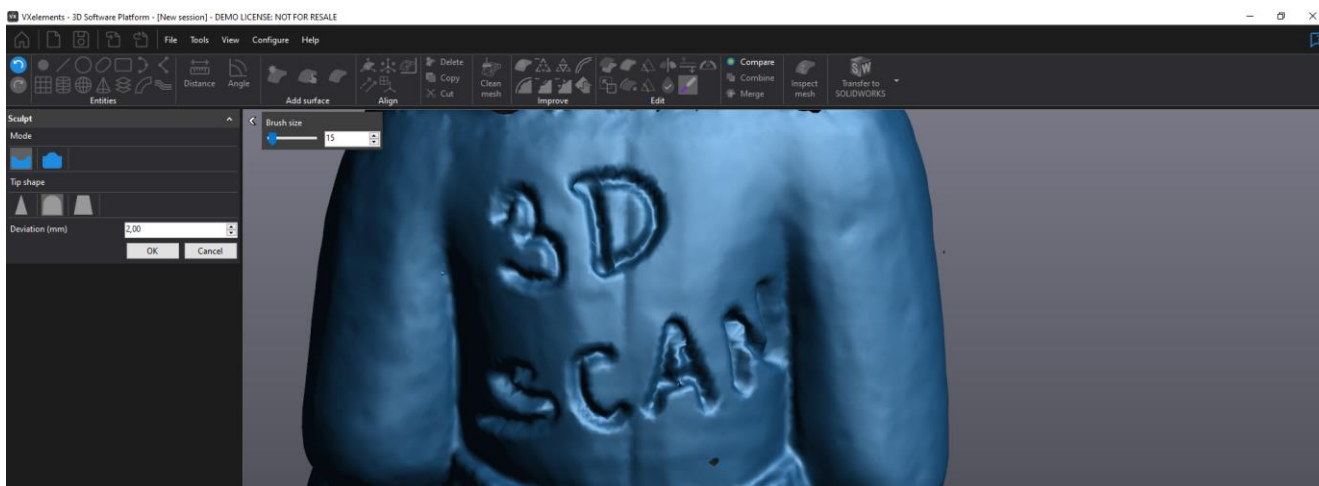 VXelements - 3D Software Platform - [New session] - DEMO LICENSE: NOT FOR RESALE
File Tools View Configure Help
Distance Angle Clean mesh Delete Copy Cut Compare Combine Merge Inspect mesh Transfer to SOLIDWORKS
Entities Add surface Align Improve Edit
Sculpt
Brush size
15
Mode
Tip shape
Deviation (mm) 2,00
OK Cancel
3D
SCAN